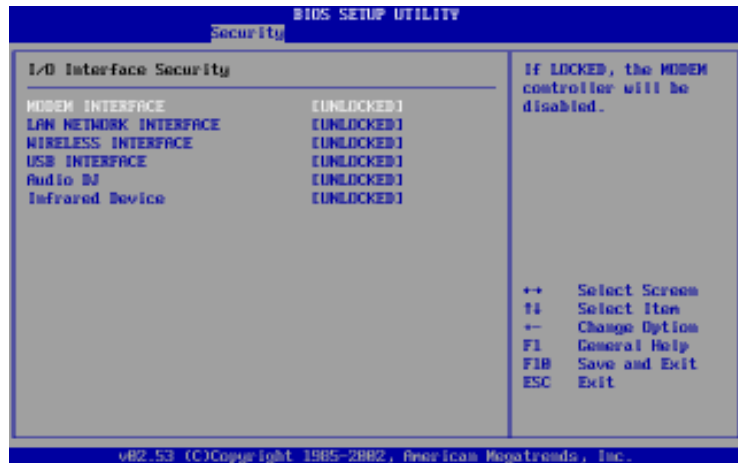 BIOS SETUP UTILITY
Security
I/O Interface Security
MODEM INTERFACE [UNLOCKED]
LAN NETWORK INTERFACE [UNLOCKED]
WIRELESS INTERFACE [UNLOCKED]
USB INTERFACE [UNLOCKED]
Audio DJ [UNLOCKED]
Infrared Device [UNLOCKED]
If LOCKED, the MODEM
controller will be
disabled.
←→ Select Screen
↑↓ Select Item
+- Change Option
F1 General Help
F10 Save and Exit
ESC Exit
v02.53 (C)Copyright 1985-2002, American Megatrends, Inc.